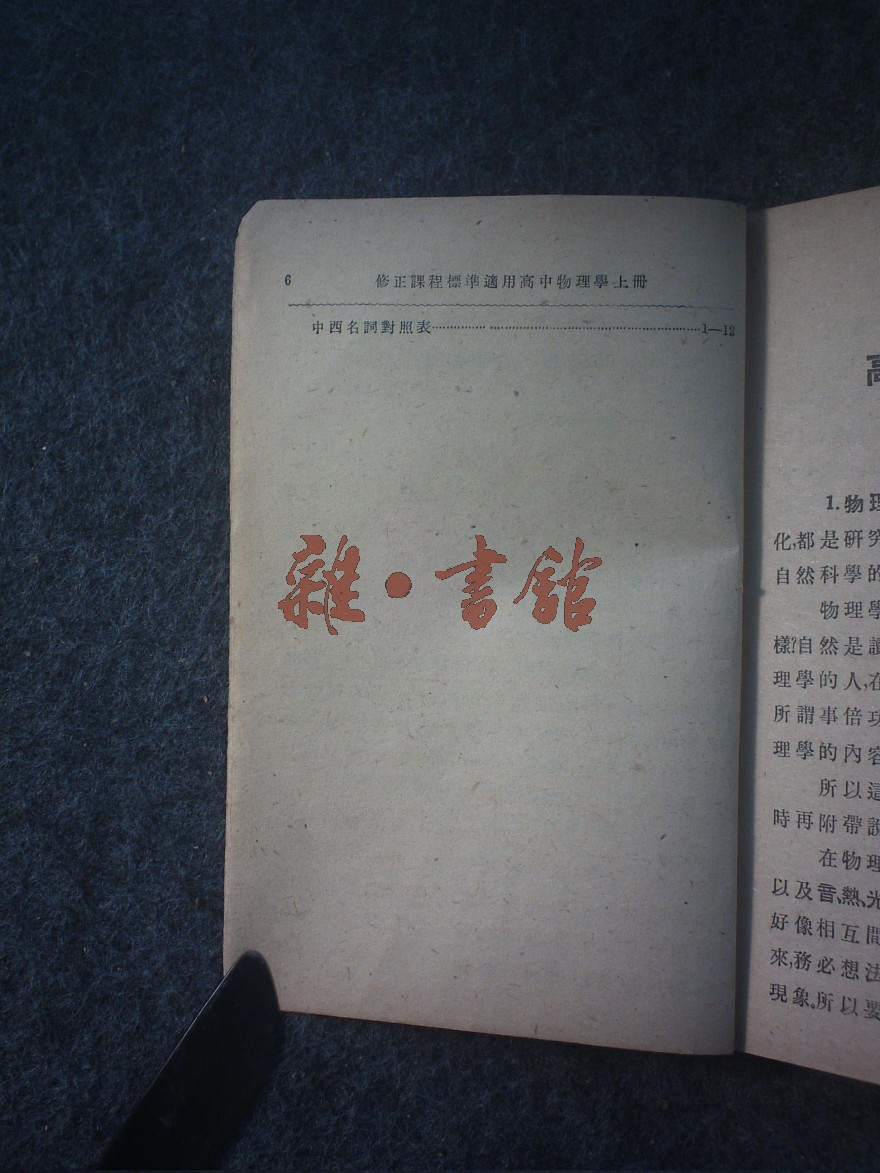 6 修正課程標準適用高中物理學上冊
中西名詞對照表……………………………………1—12
雜•書館
高
1.物理
化,都是研究
自然科學的
物理學
樣?自然是讀
理學的人,在
所謂事倍功
理學的內容
所以這
時再附帶說
在物理
以及音、熱、光
好像相互間
來,務必想法
現象。所以要